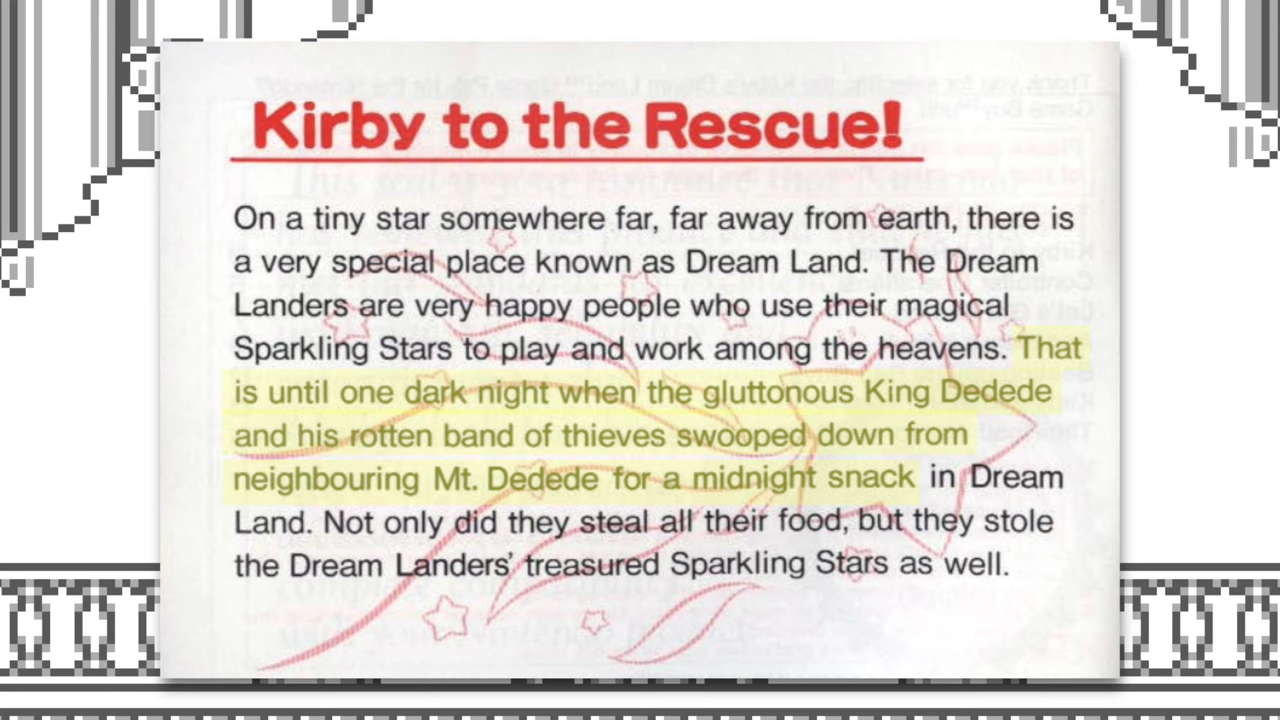 Kirby to the Rescue!
On a tiny star somewhere far, far away from earth, there is
a very special place known as Dream Land. The Dream
Landers are very happy people who use their magical
Sparkling Stars to play and work among the heavens. That
is until one dark night when the gluttonous King Dedede
and his rotten band of thieves swooped down from
neighbouring Mt. Dedede for a midnight snack in Dream
Land. Not only did they steal all their food, but they stole
the Dream Landers’ treasured Sparkling Stars as well.